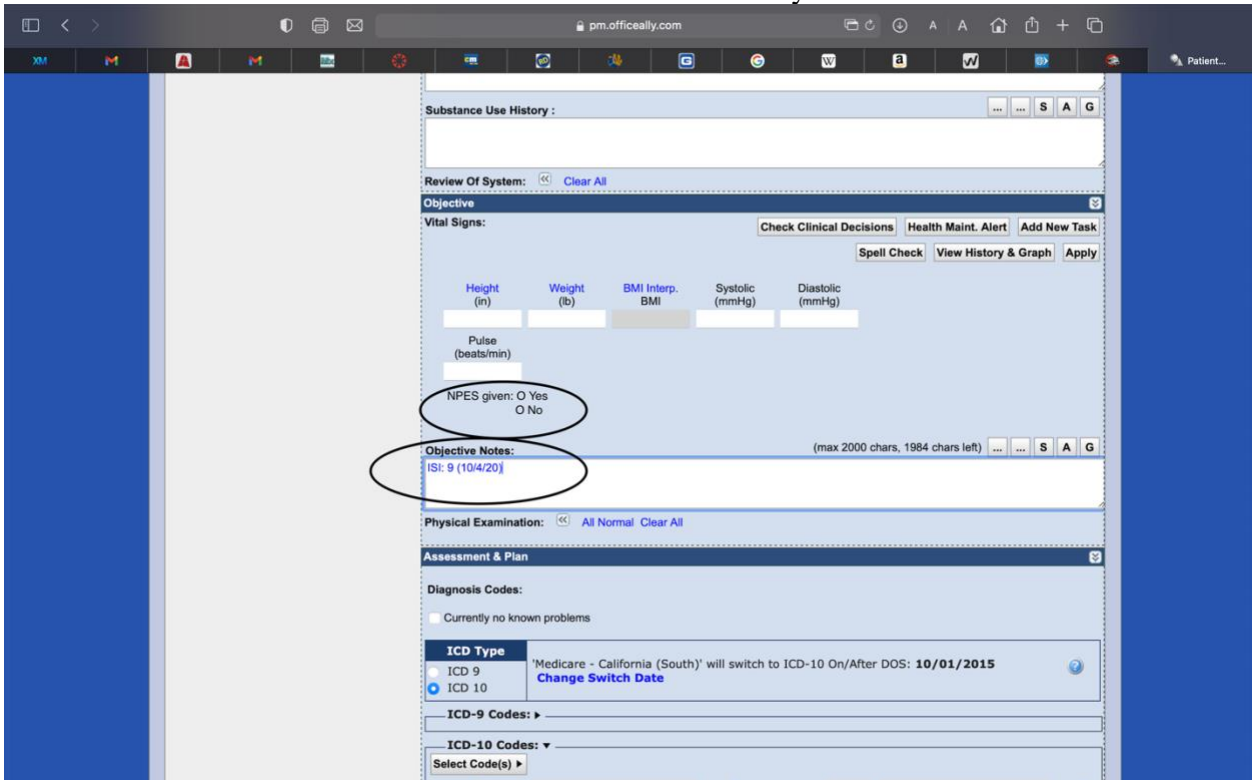 pm.officeally.com
A A
XM Patient...
Substance Use History :
... ... S A G
Review Of System: Clear All
Objective
Vital Signs:
Check Clinical Decisions Health Maint. Alert Add New Task
Spell Check View History & Graph Apply
Height Weight BMI Interp. Systolic Diastolic
(in) (lb) BMI (mmHg) (mmHg)
Pulse
(beats/min)
NPES given: O Yes
O No
Objective Notes: (max 2000 chars, 1984 chars left) ... ... S A G
ISI: 9 (10/4/20)
Physical Examination: All Normal Clear All
Assessment & Plan
Diagnosis Codes:
Currently no known problems
ICD Type
ICD 9
ICD 10
'Medicare - California (South)' will switch to ICD-10 On/After DOS: 10/01/2015
Change Switch Date
ICD-9 Codes:
ICD-10 Codes:
Select Code(s)